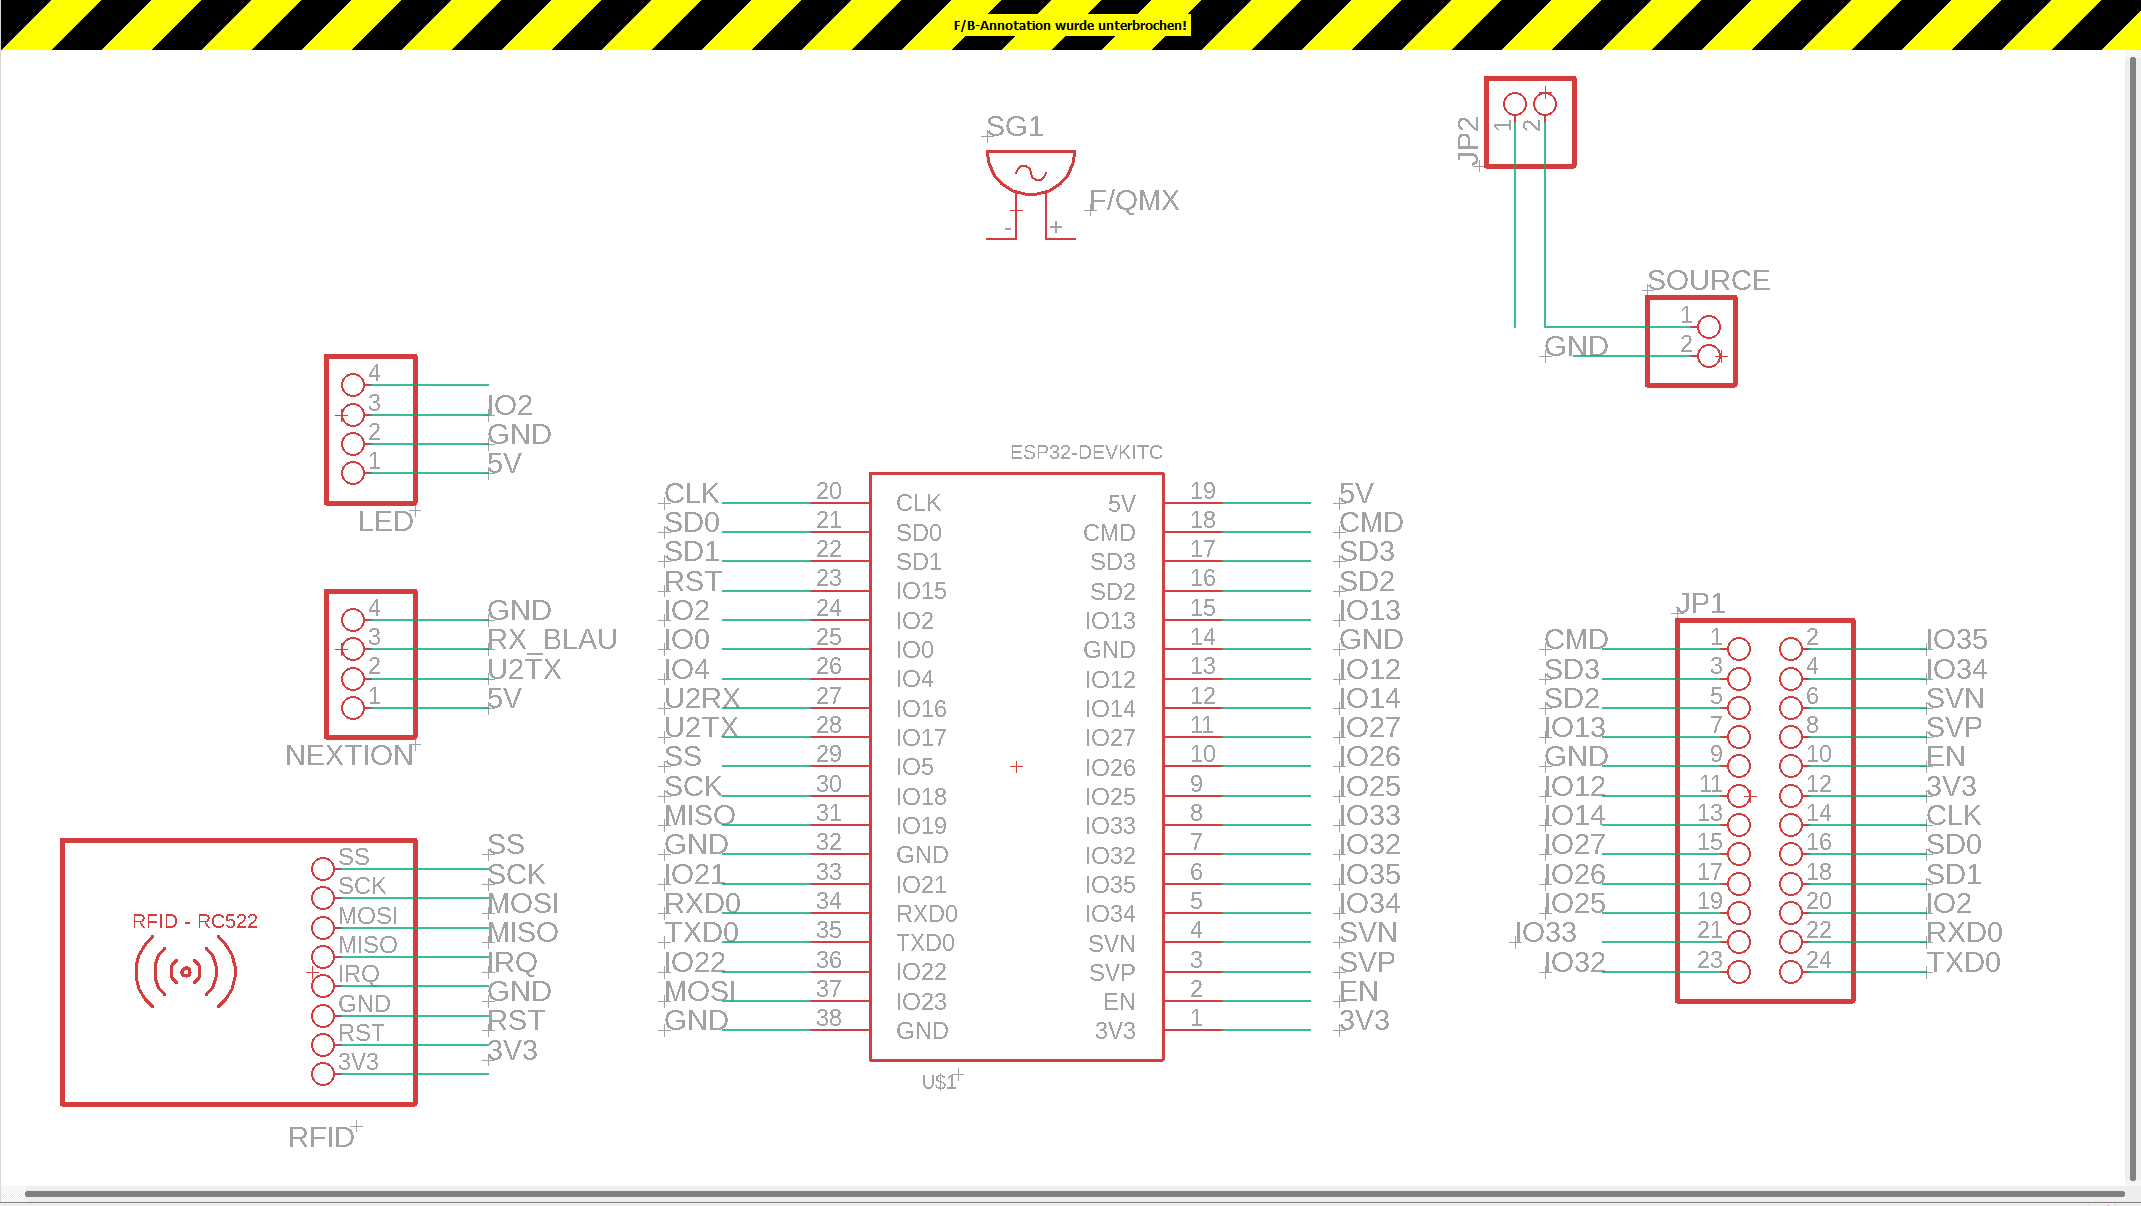 F/B-Annotation wurde unterbrochen!
JP2
1
2
SG1
F/QMX
-
+
SOURCE
1
GND
2
4
3
IO2
2
GND
1
5V
LED
4
GND
3
RX_BLAU
2
U2TX
1
5V
NEXTION
RFID - RC522
SS
SS
SCK
SCK
MOSI
MOSI
MISO
MISO
IRQ
IRQ
GND
GND
RST
RST
3V3
3V3
RFID
ESP32-DEVKITC
CLK 20 CLK 5V 19 5V
SD0 21 SD0 CMD 18 CMD
SD1 22 SD1 SD3 17 SD3
RST 23 IO15 SD2 16 SD2
IO2 24 IO2 IO13 15 IO13
IO0 25 IO0 GND 14 GND
IO4 26 IO4 IO12 13 IO12
U2RX 27 IO16 IO14 12 IO14
U2TX 28 IO17 IO27 11 IO27
SS 29 IO5 IO26 10 IO26
SCK 30 IO18 IO25 9 IO25
MISO 31 IO19 IO33 8 IO33
GND 32 GND IO32 7 IO32
IO21 33 IO21 IO35 6 IO35
RXD0 34 RXD0 IO34 5 IO34
TXD0 35 TXD0 SVN 4 SVN
IO22 36 IO22 SVP 3 SVP
MOSI 37 IO23 EN 2 EN
GND 38 GND 3V3 1 3V3
U$1
JP1
CMD 1 2 IO35
SD3 3 4 IO34
SD2 5 6 SVN
IO13 7 8 SVP
GND 9 10 EN
IO12 11 12 3V3
IO14 13 14 CLK
IO27 15 16 SD0
IO26 17 18 SD1
IO25 19 20 IO2
IO33 21 22 RXD0
IO32 23 24 TXD0